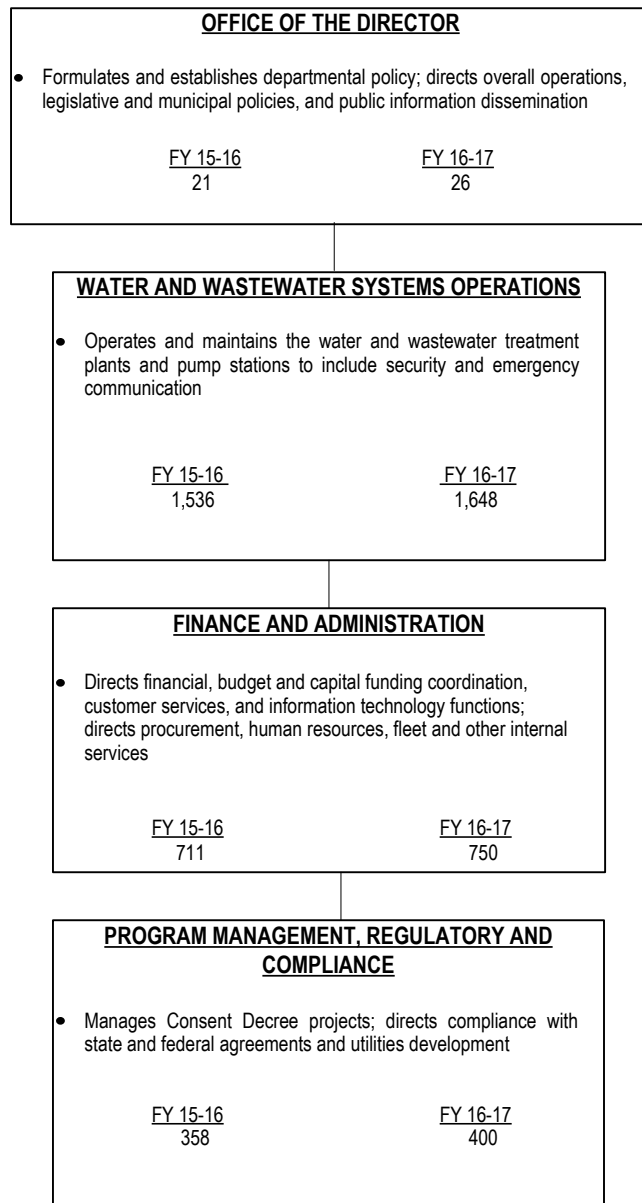 OFFICE OF THE DIRECTOR
• Formulates and establishes departmental policy; directs overall operations,
legislative and municipal policies, and public information dissemination
FY 15-16 FY 16-17
21 26
WATER AND WASTEWATER SYSTEMS OPERATIONS
• Operates and maintains the water and wastewater treatment
plants and pump stations to include security and emergency
communication
FY 15-16 FY 16-17
1,536 1,648
FINANCE AND ADMINISTRATION
• Directs financial, budget and capital funding coordination,
customer services, and information technology functions;
directs procurement, human resources, fleet and other internal
services
FY 15-16 FY 16-17
711 750
PROGRAM MANAGEMENT, REGULATORY AND
COMPLIANCE
• Manages Consent Decree projects; directs compliance with
state and federal agreements and utilities development
FY 15-16 FY 16-17
358 400